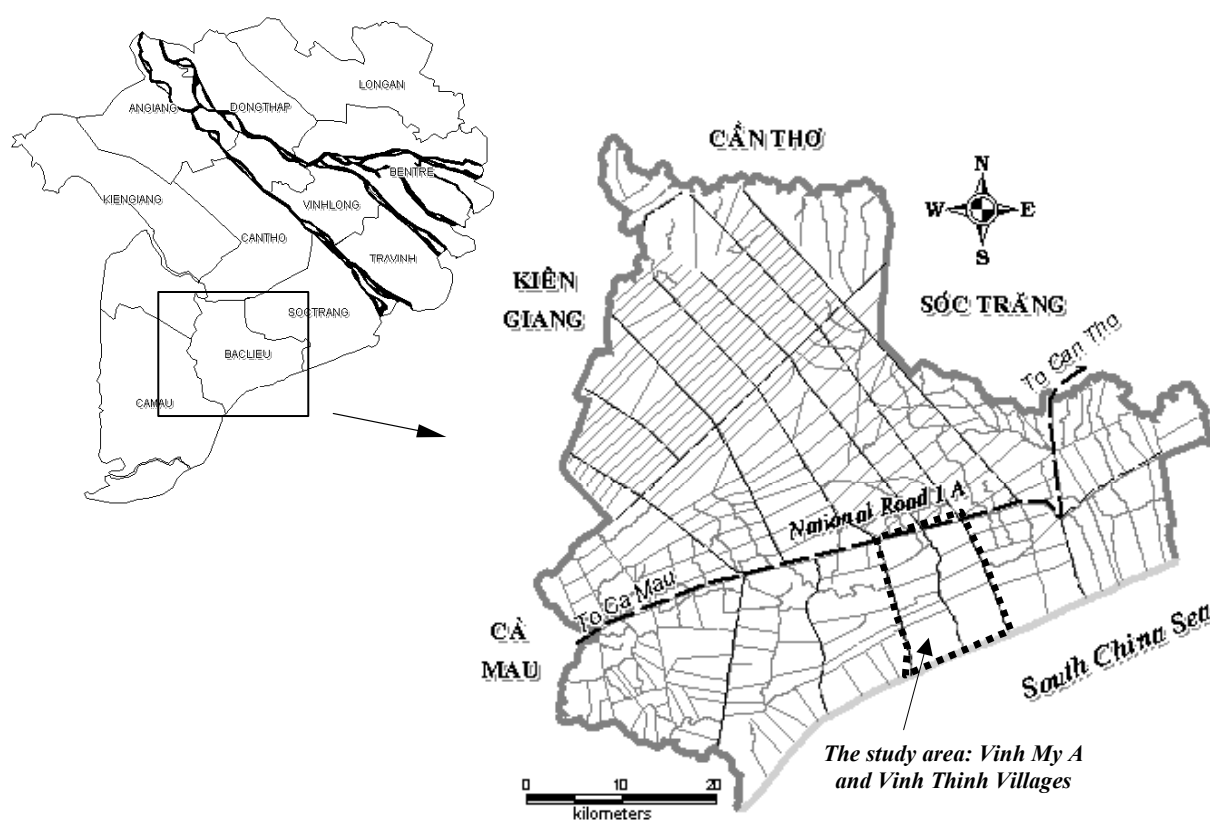 LONGAN
ANGIANG
DONGTHAP
BENTRE
KIENGIANG
VINHLONG
CANTHO
TRAVINH
SOCTRANG
BACLIEU
CAMAU
CẦN THƠ
N
W E
S
KIÊN
GIANG
SÓC TRĂNG
To Can Tho
National Road 1 A
To Ca Mau
CÀ
MAU
South China Sea
The study area: Vinh My A
and Vinh Thinh Villages
0 10 20
kilometers